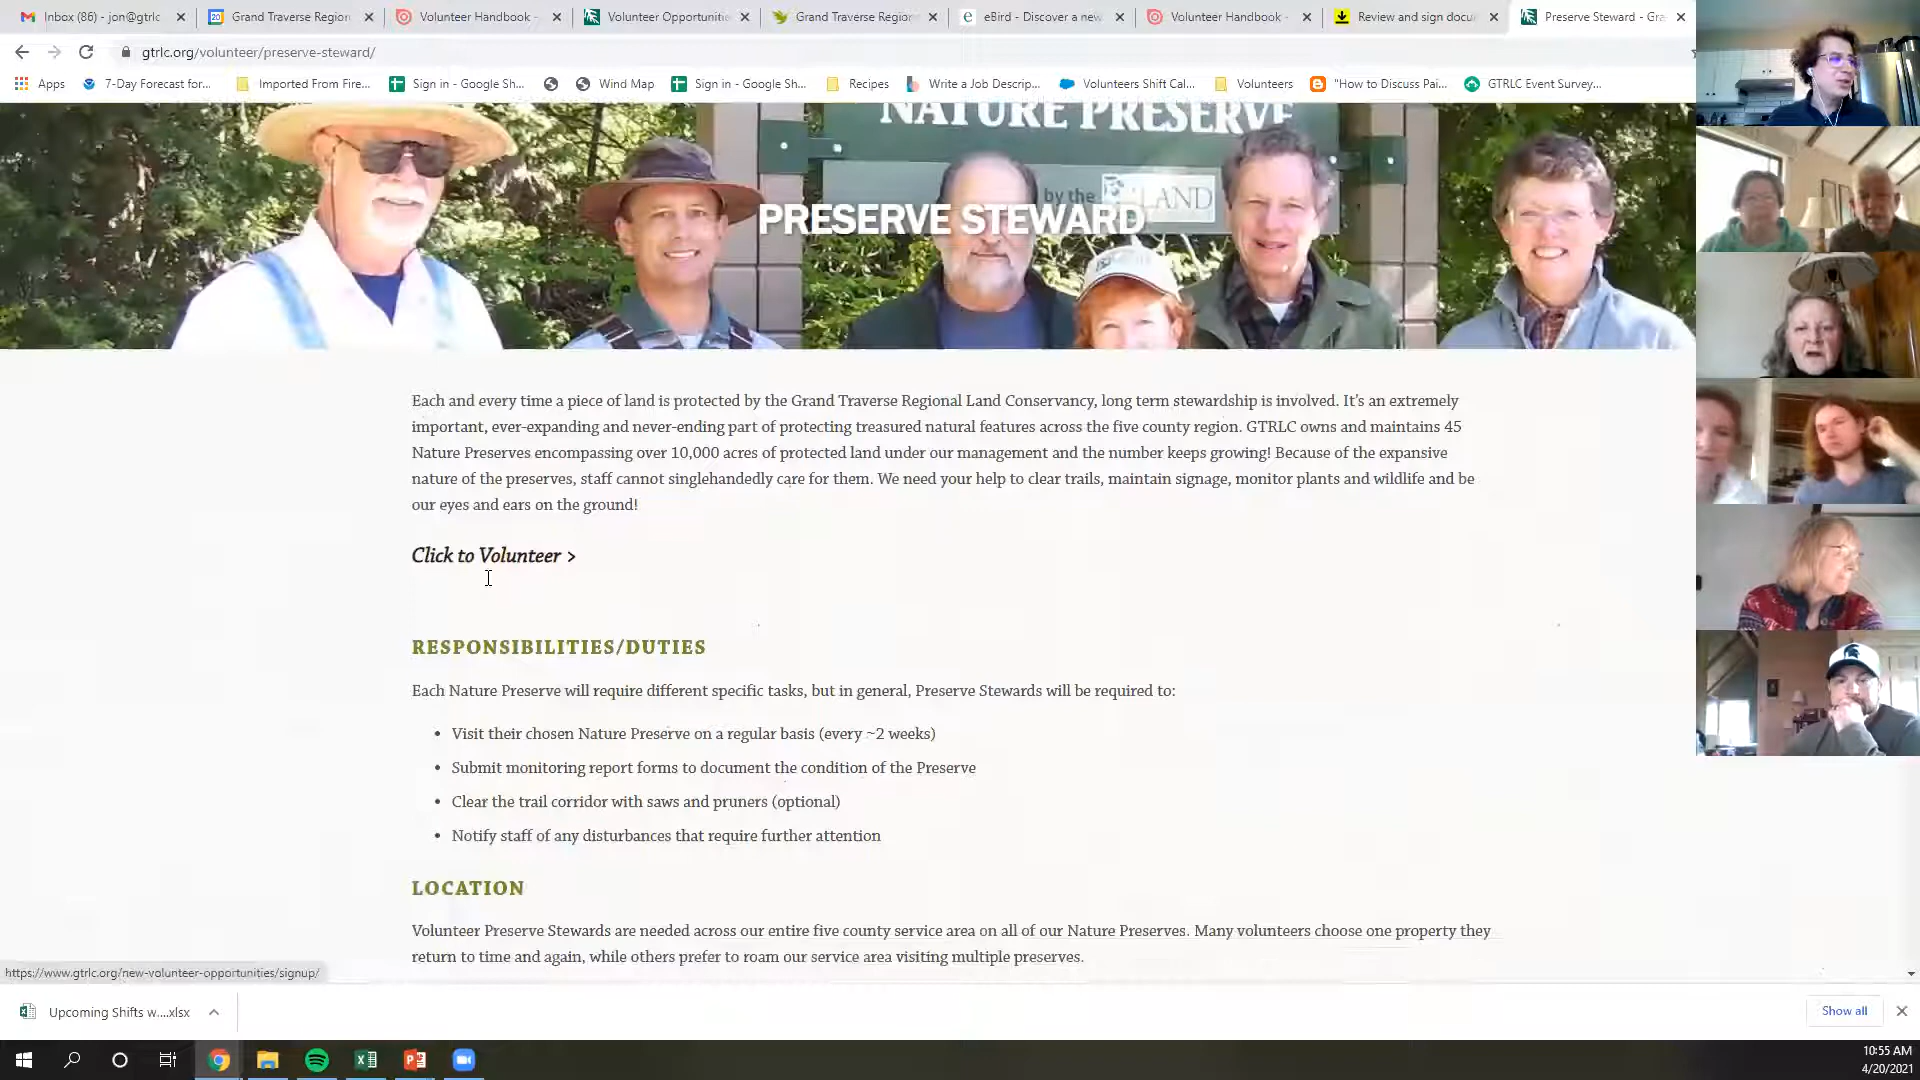 Inbox (86) - jon@gtrlc
Grand Traverse Region
Volunteer Handbook -
Volunteer Opportuniti
Grand Traverse Region
eBird - Discover a new
Volunteer Handbook -
Review and sign docu
Preserve Steward - Gra
gtrlc.org/volunteer/preserve-steward/
Apps
7-Day Forecast for...
Imported From Fire...
Sign in - Google Sh...
Wind Map
Sign in - Google Sh...
Recipes
Write a Job Descrip...
Volunteers Shift Cal...
Volunteers
"How to Discuss Pai...
GTRLC Event Survey...
NATURE PRESERVE
by the LAND
PRESERVE STEWARD
Each and every time a piece of land is protected by the Grand Traverse Regional Land Conservancy, long term stewardship is involved. It's an extremely
important, ever-expanding and never-ending part of protecting treasured natural features across the five county region. GTRLC owns and maintains 45
Nature Preserves encompassing over 10,000 acres of protected land under our management and the number keeps growing! Because of the expansive
nature of the preserves, staff cannot singlehandedly care for them. We need your help to clear trails, maintain signage, monitor plants and wildlife and be
our eyes and ears on the ground!
Click to Volunteer >
RESPONSIBILITIES/DUTIES
Each Nature Preserve will require different specific tasks, but in general, Preserve Stewards will be required to:
• Visit their chosen Nature Preserve on a regular basis (every ~2 weeks)
• Submit monitoring report forms to document the condition of the Preserve
• Clear the trail corridor with saws and pruners (optional)
• Notify staff of any disturbances that require further attention
LOCATION
Volunteer Preserve Stewards are needed across our entire five county service area on all of our Nature Preserves. Many volunteers choose one property they
return to time and again, while others prefer to roam our service area visiting multiple preserves.
https://www.gtrlc.org/new-volunteer-opportunities/signup/
Upcoming Shifts w....xlsx
Show all
10:55 AM
4/20/2021